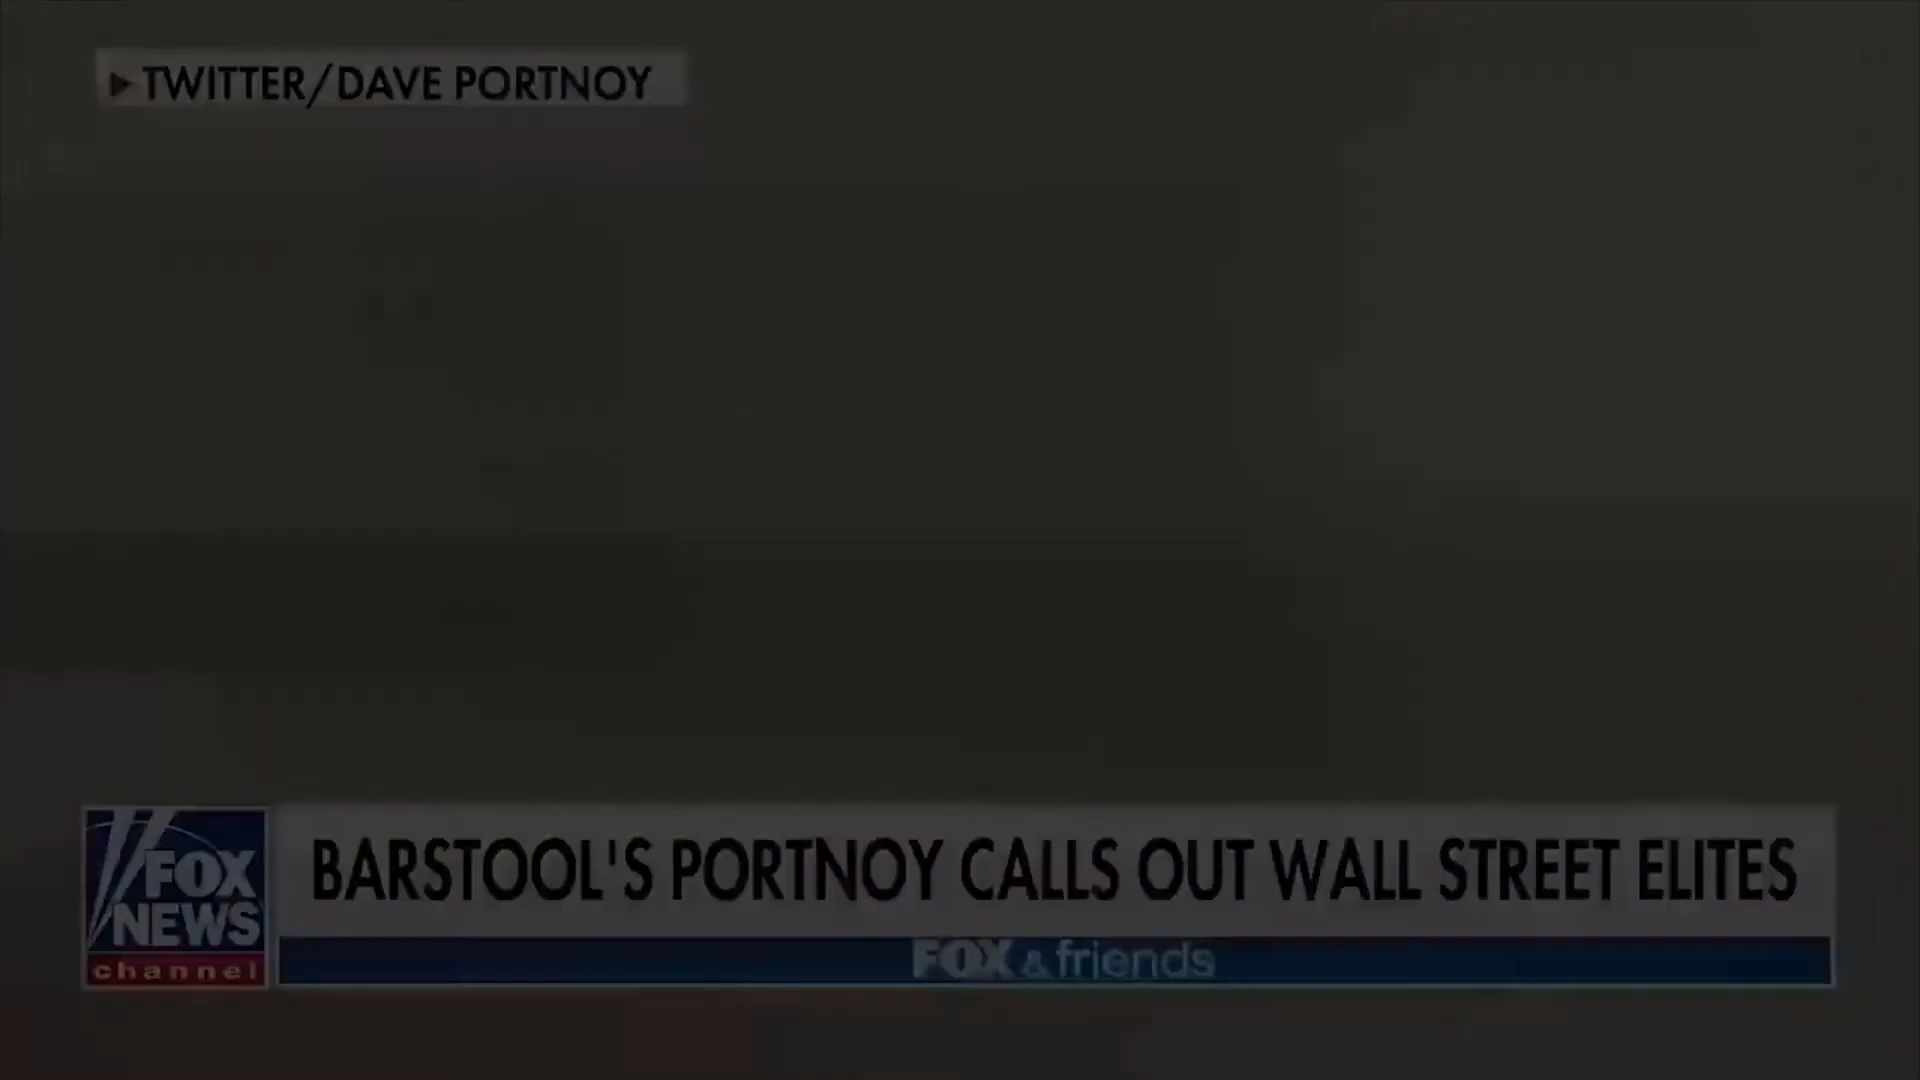 TWITTER/DAVE PORTNOY
BARSTOOL'S PORTNOY CALLS OUT WALL STREET ELITES
FOX
NEWS
channel
FOX & friends